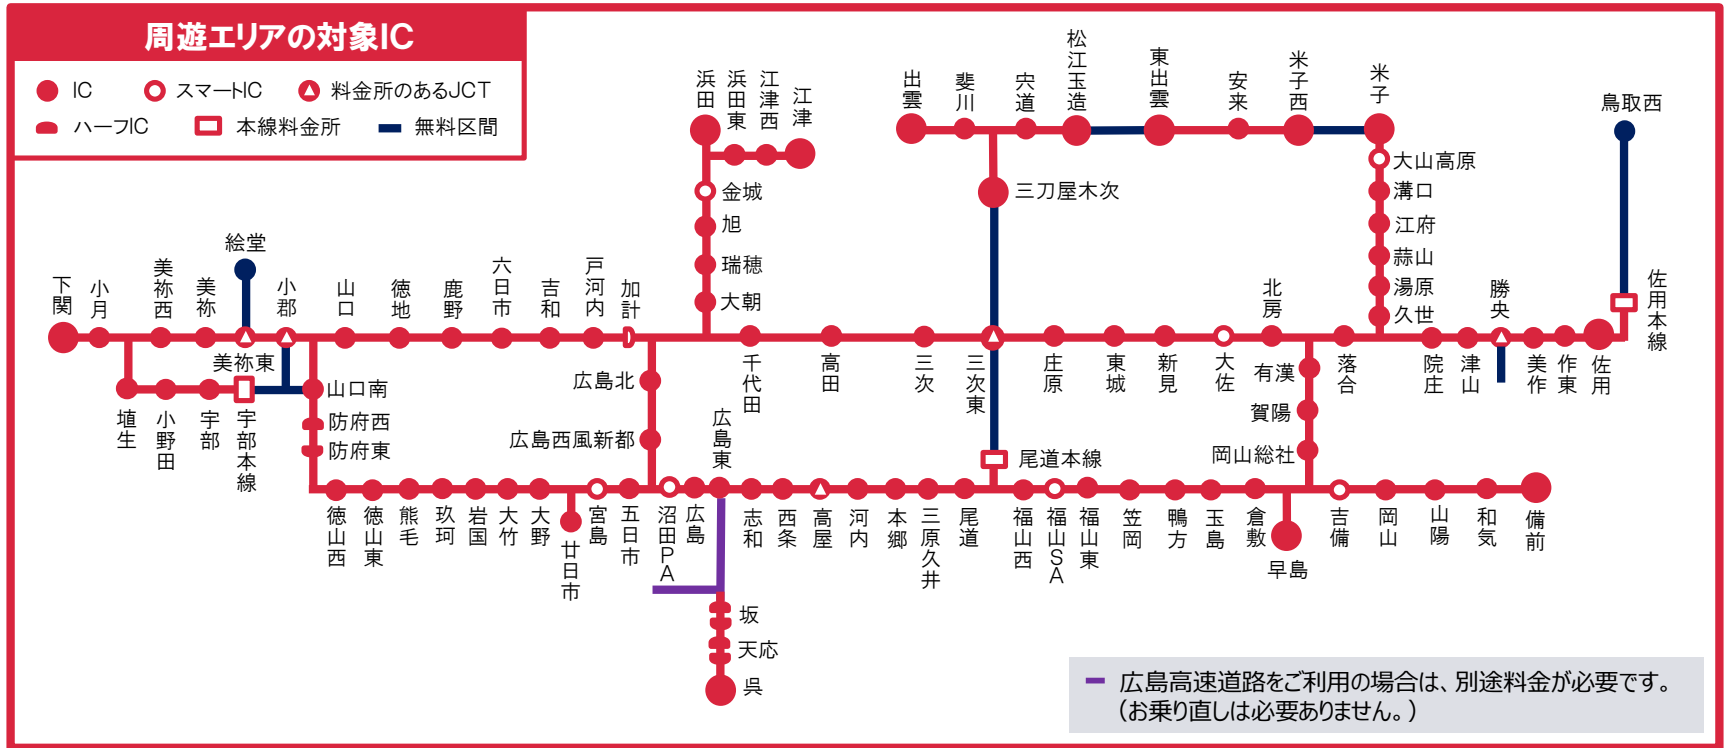 周遊エリアの対象IC
IC
スマートIC
料金所のあるJCT
ハーフIC
本線料金所
無料区間
浜田
浜田東
江津西
江津
出雲
斐川
宍道
松江玉造
東出雲
安来
米子西
米子
鳥取西
金城
旭
瑞穂
大朝
三刀屋木次
大山高原
溝口
江府
蒜山
湯原
久世
絵堂
下関
小月
美祢西
美祢
小郡
山口
徳地
鹿野
六日市
吉和
戸河内
加計
北房
勝央
佐用本線
美祢東
千代田
高田
三次
三次東
庄原
東城
新見
大佐
落合
院庄
津山
美作
作東
佐用
埴生
小野田
宇部
宇部本線
山口南
防府西
防府東
広島北
広島西風新都
広島東
有漢
賀陽
岡山総社
尾道本線
徳山西
徳山東
熊毛
玖珂
岩国
大竹
大野
廿日市
宮島
五日市
沼田PA
広島
志和
西条
高屋
河内
本郷
三原久井
尾道
福山西
福山SA
福山東
笠岡
鴨方
玉島
倉敷
早島
吉備
岡山
山陽
和気
備前
坂
天応
呉
広島高速道路をご利用の場合は、別途料金が必要です。
（お乗り直しは必要ありません。）